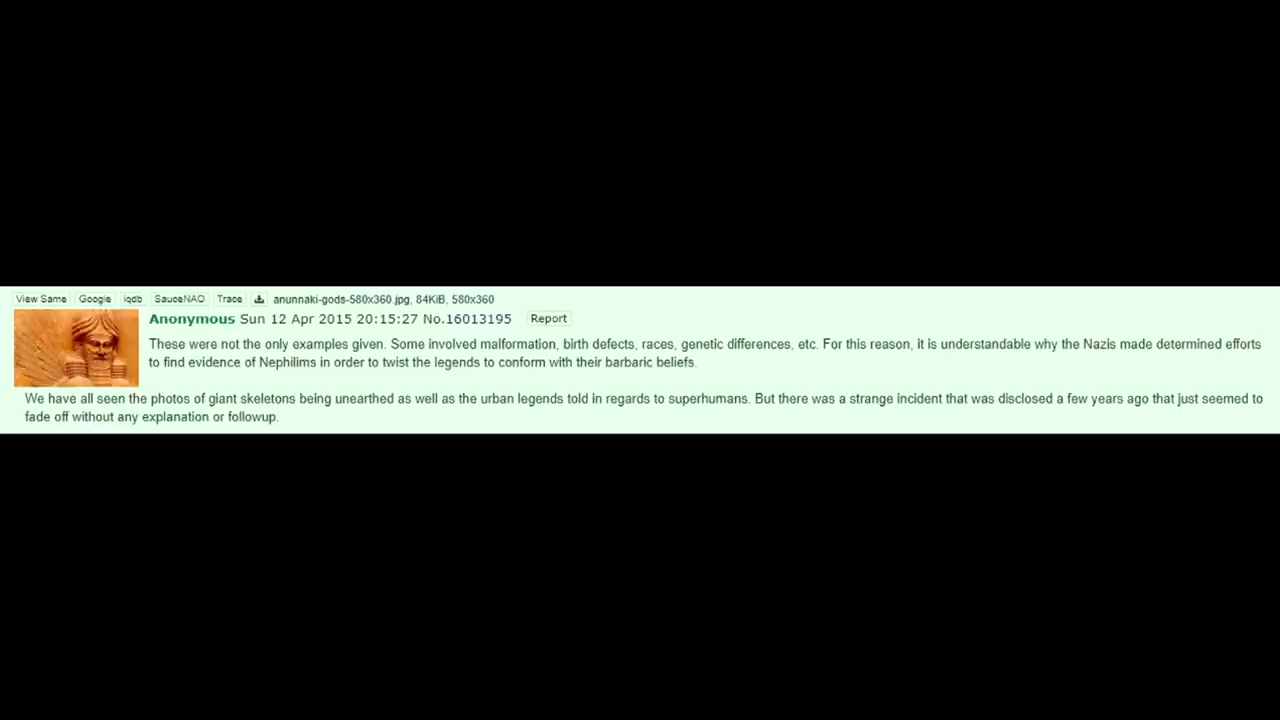 View Same Google iqdb SauceNAO Trace anunnaki-gods-580x360.jpg, 84KiB, 580x360
Anonymous Sun 12 Apr 2015 20:15:27 No.16013195 Report
These were not the only examples given. Some involved malformation, birth defects, races, genetic differences, etc. For this reason, it is understandable why the Nazis made determined efforts
to find evidence of Nephilims in order to twist the legends to conform with their barbaric beliefs.
We have all seen the photos of giant skeletons being unearthed as well as the urban legends told in regards to superhumans. But there was a strange incident that was disclosed a few years ago that just seemed to
fade off without any explanation or followup.